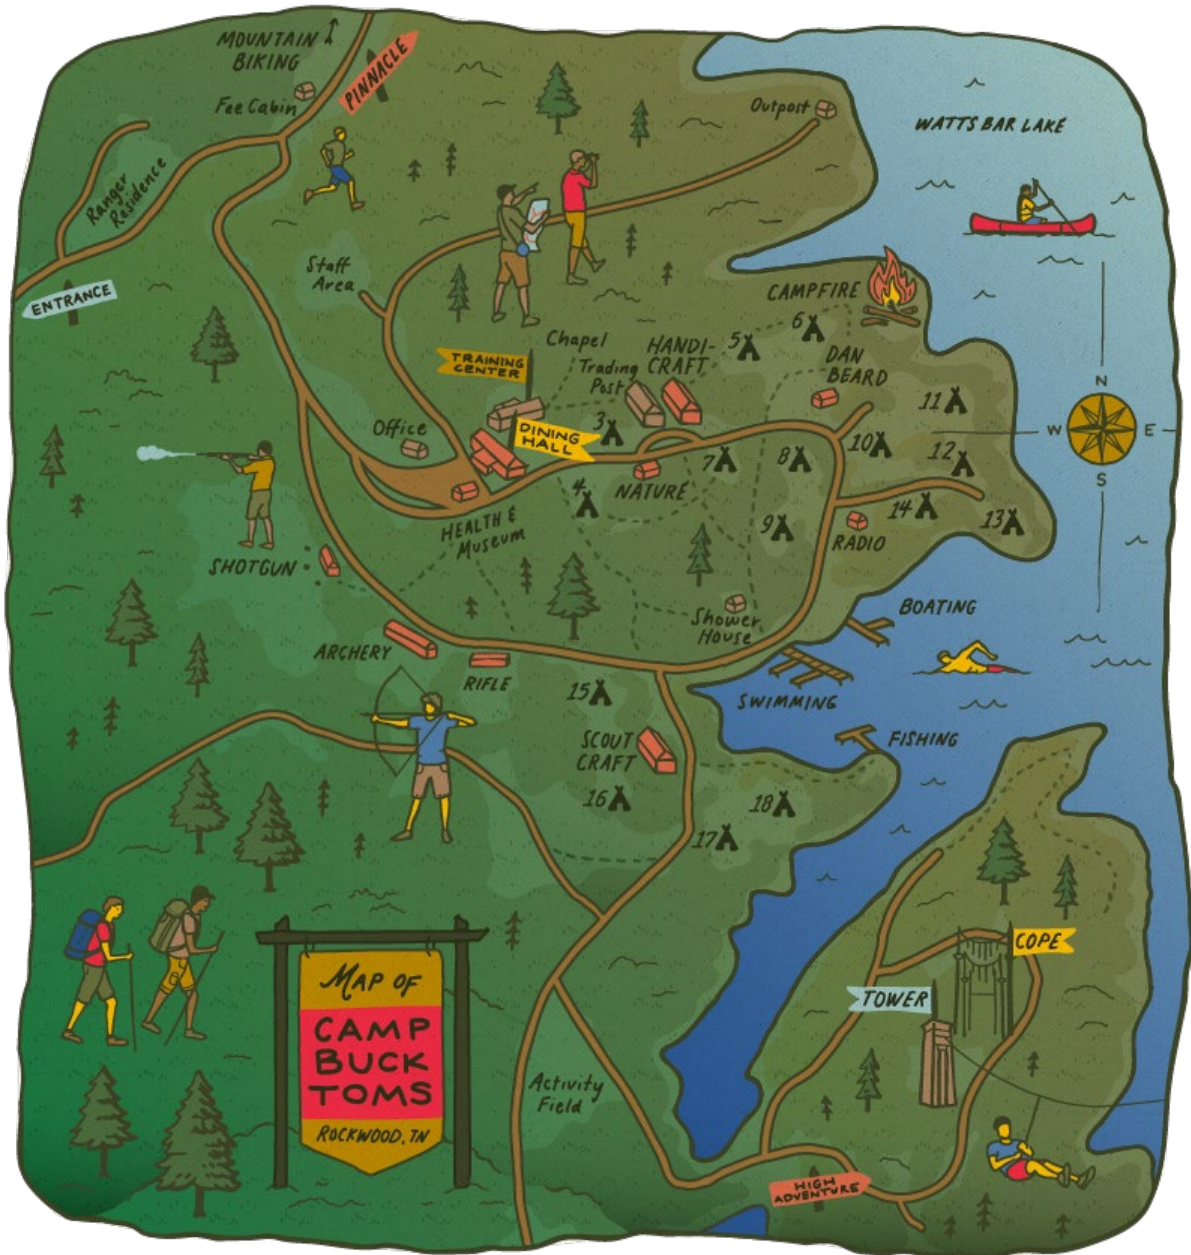 MOUNTAIN
BIKING
PINNACLE
Fee Cabin
Outpost
WATTS BAR LAKE
Ranger
Residence
ENTRANCE
Staff
Area
CAMPFIRE
6
5
Chapel
HANDI-
CRAFT
TRAINING
CENTER
Trading
Post
DAN
BEARD
11
N
W
E
S
Office
DINING
HALL
3
10
12
7
8
4
NATURE
14
13
HEALTH &
Museum
9
RADIO
SHOTGUN
BOATING
Shower
House
ARCHERY
RIFLE
15
SWIMMING
SCOUT
CRAFT
FISHING
16
18
17
COPE
TOWER
MAP OF
CAMP
BUCK
TOMS
ROCKWOOD, TN
Activity
Field
HIGH
ADVENTURE